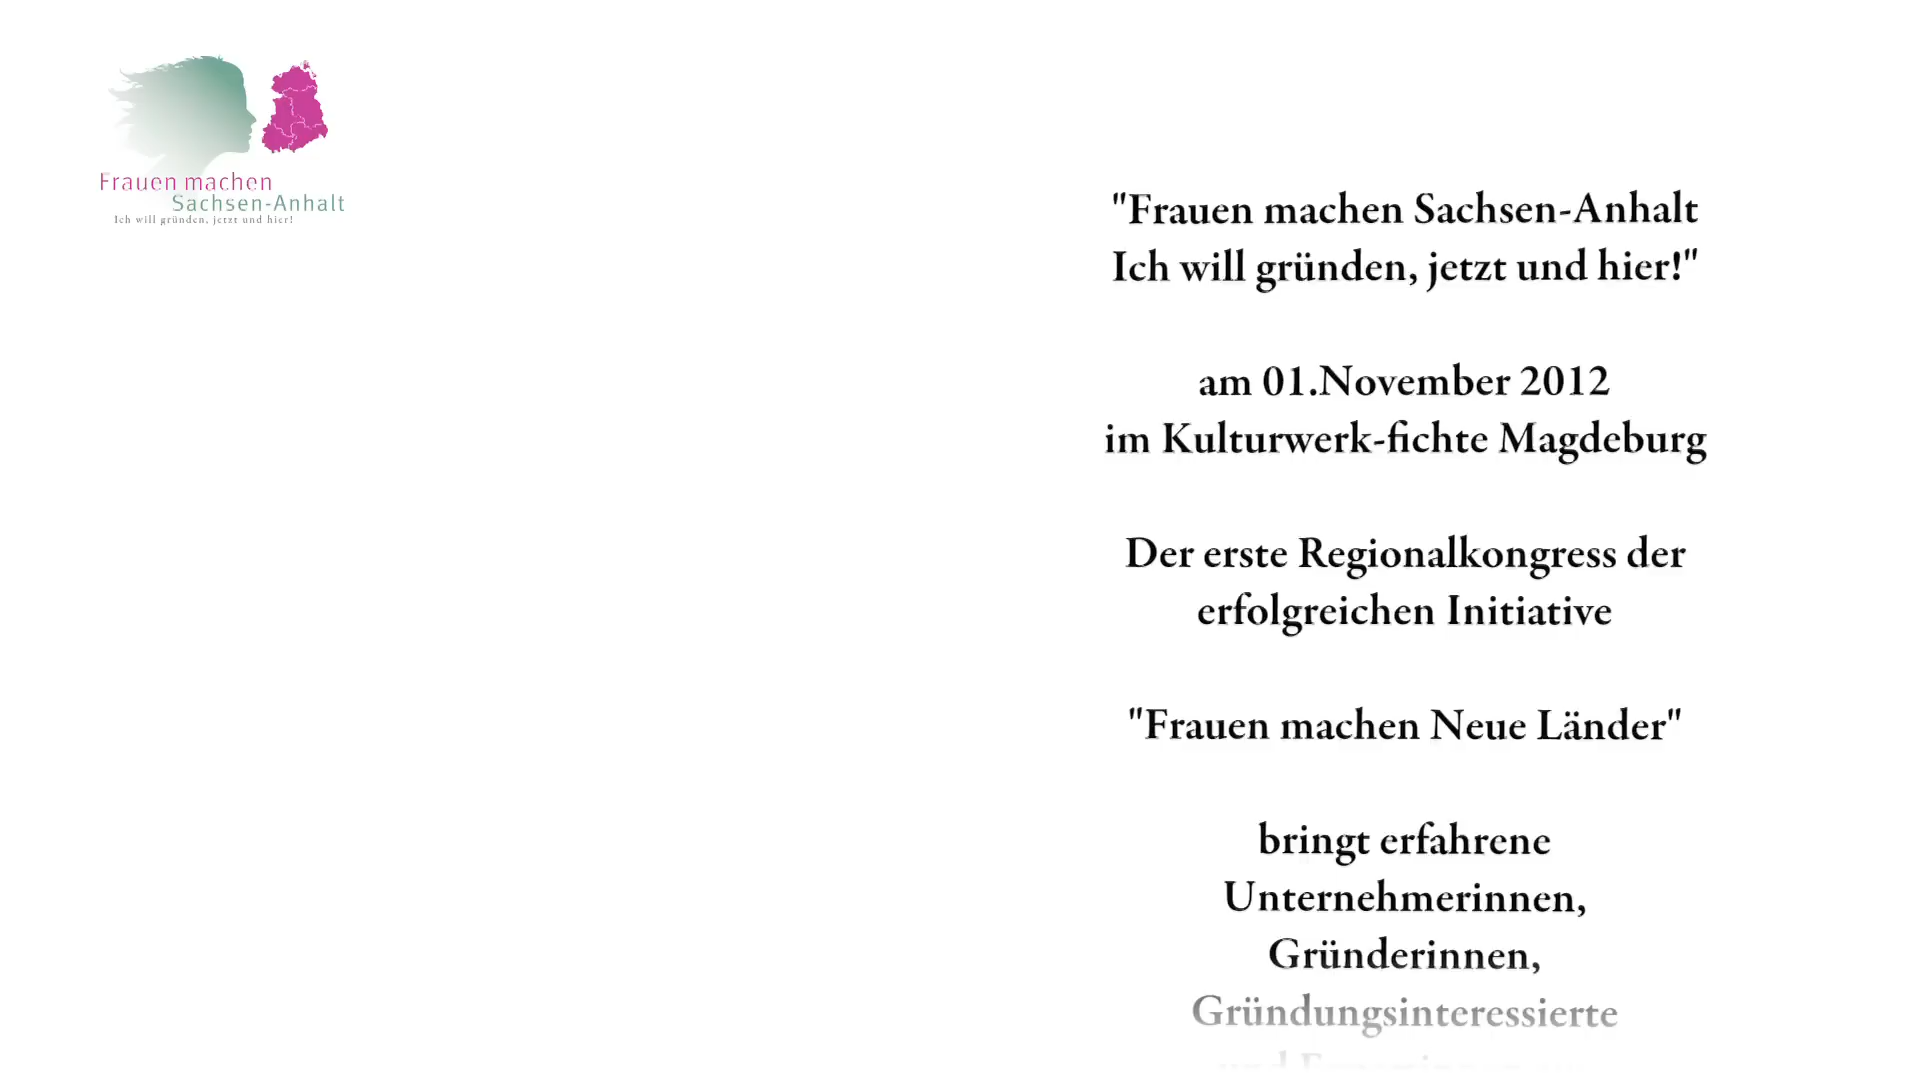 Frauen machen
Sachsen-Anhalt
Ich will gründen, jetzt und hier!
"Frauen machen Sachsen-Anhalt
Ich will gründen, jetzt und hier!"
am 01.November 2012
im Kulturwerk-fichte Magdeburg
Der erste Regionalkongress der
erfolgreichen Initiative
"Frauen machen Neue Länder"
bringt erfahrene
Unternehmerinnen,
Gründerinnen,
Gründungsinteressierte
und